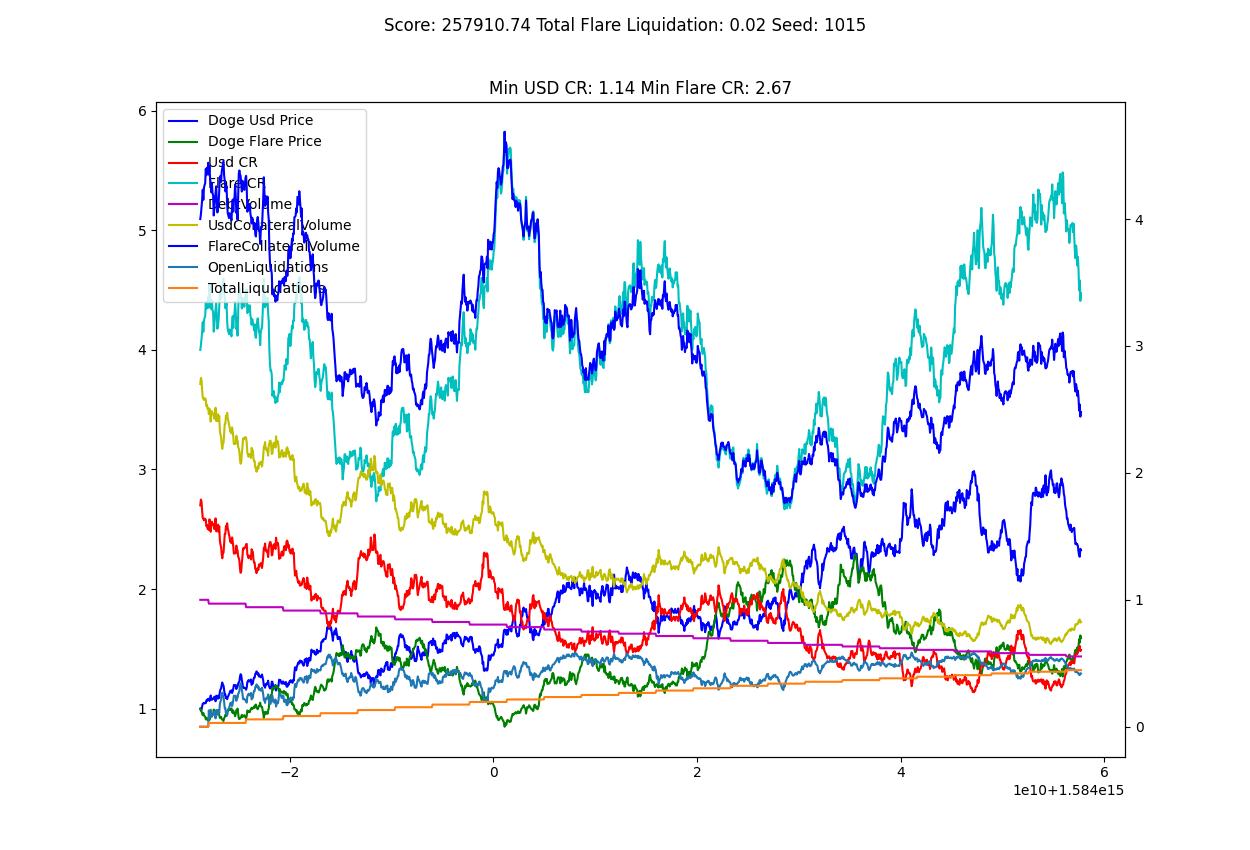 Score: 257910.74 Total Flare Liquidation: 0.02 Seed: 1015
Min USD CR: 1.14 Min Flare CR: 2.67
6
5
4
3
2
1
Doge Usd Price
Doge Flare Price
Usd CR
Flare CR
DebtVolume
UsdCollateralVolume
FlareCollateralVolume
OpenLiquidations
TotalLiquidations
4
3
2
1
0
−2
0
2
4
6
1e10+1.584e15